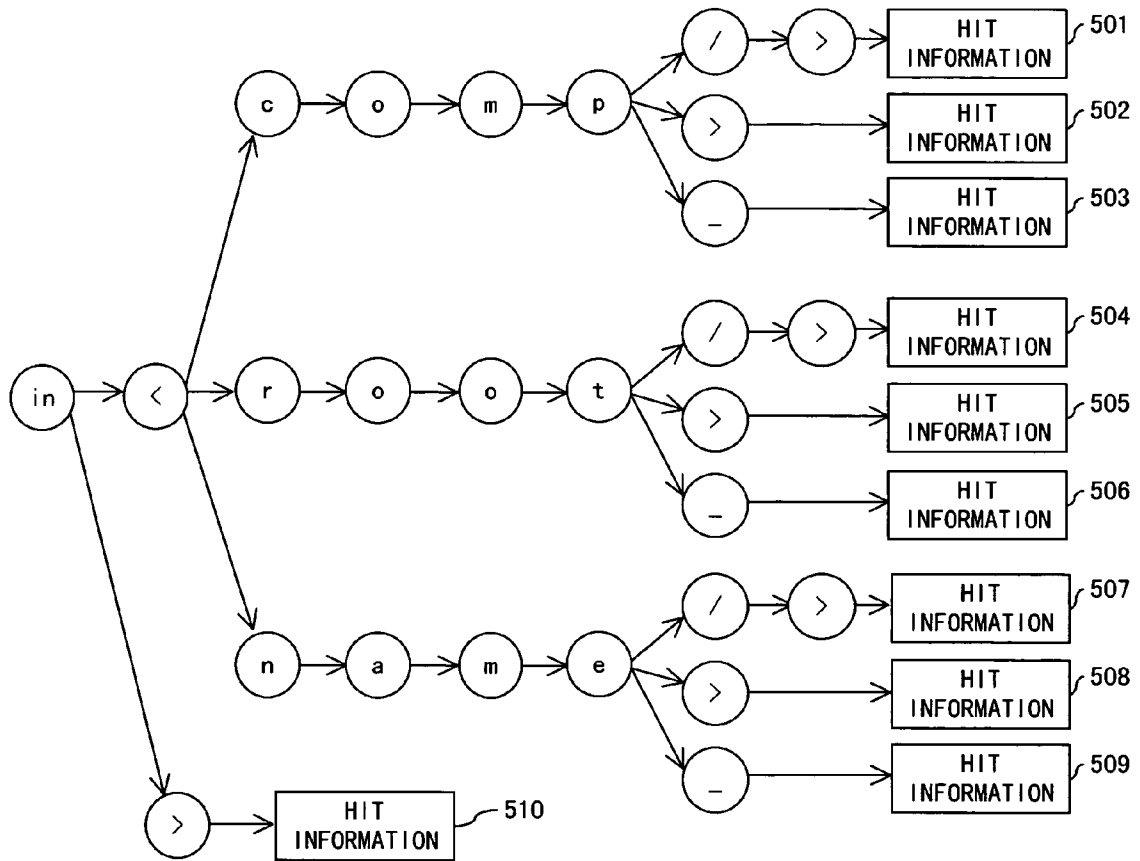 / > HIT INFORMATION 501
c o m p > HIT INFORMATION 502
_ HIT INFORMATION 503
/ > HIT INFORMATION 504
in < r o o t > HIT INFORMATION 505
_ HIT INFORMATION 506
/ > HIT INFORMATION 507
n a m e > HIT INFORMATION 508
_ HIT INFORMATION 509
> HIT INFORMATION 510